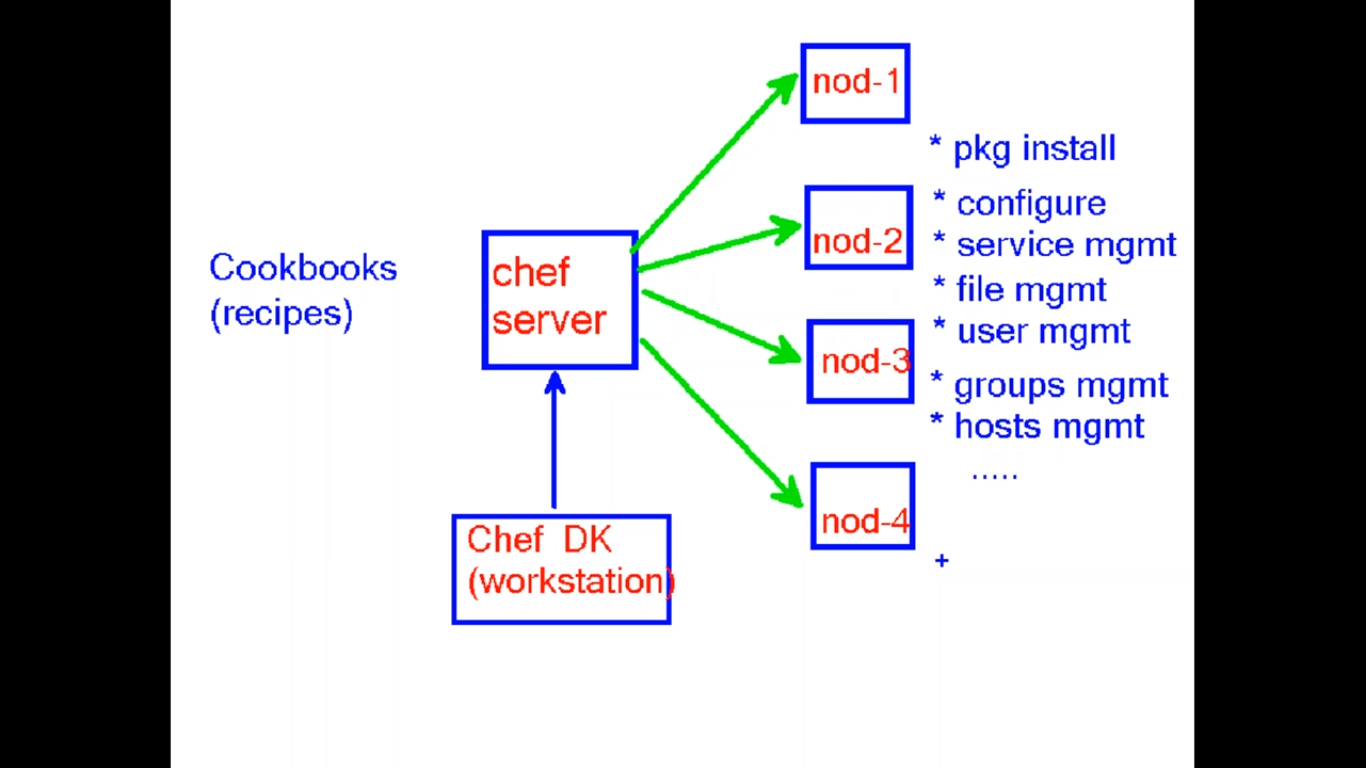 Cookbooks
(recipes)
chef
server
Chef DK
(workstation)
nod-1
nod-2
nod-3
nod-4
* pkg install
* configure
* service mgmt
* file mgmt
* user mgmt
* groups mgmt
* hosts mgmt
.....
+